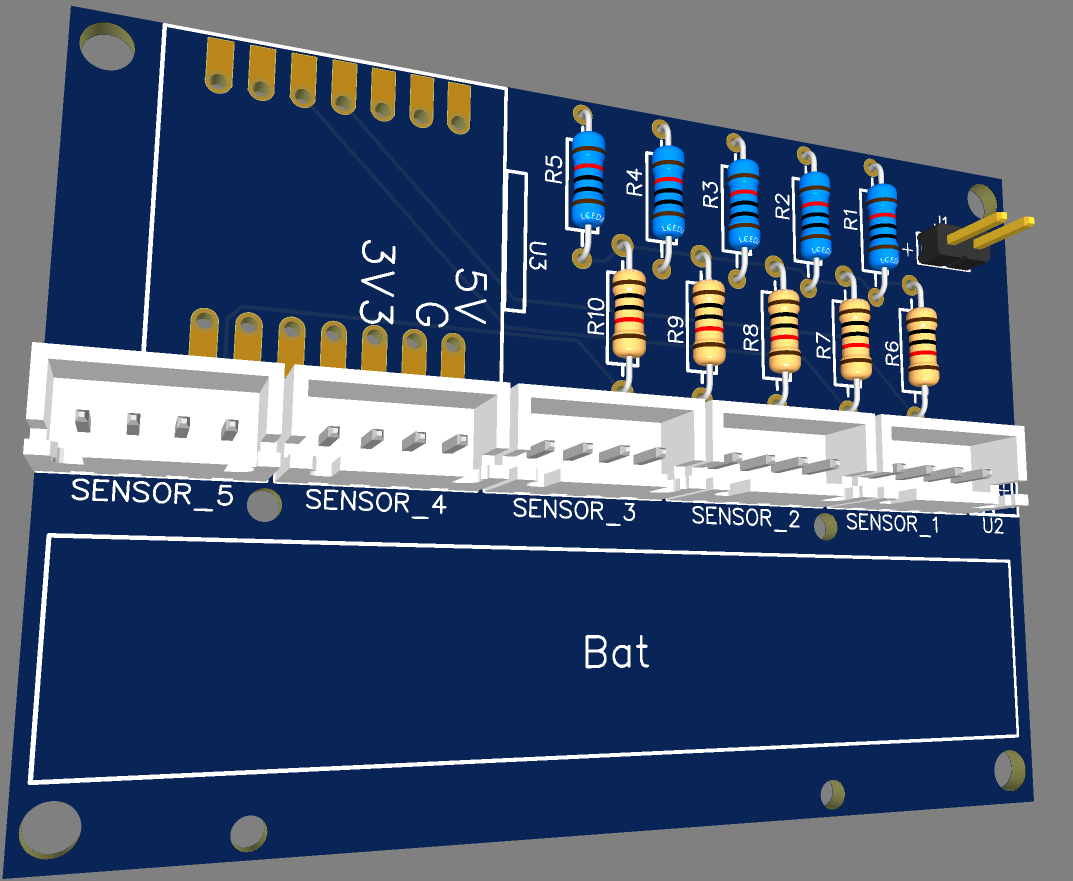 R5
R4
R3
R2
R1
J1
+
U3
3V3
G
5V
R10
R9
R8
R7
R6
SENSOR_5
SENSOR_4
SENSOR_3
SENSOR_2
SENSOR_1
U2
Bat